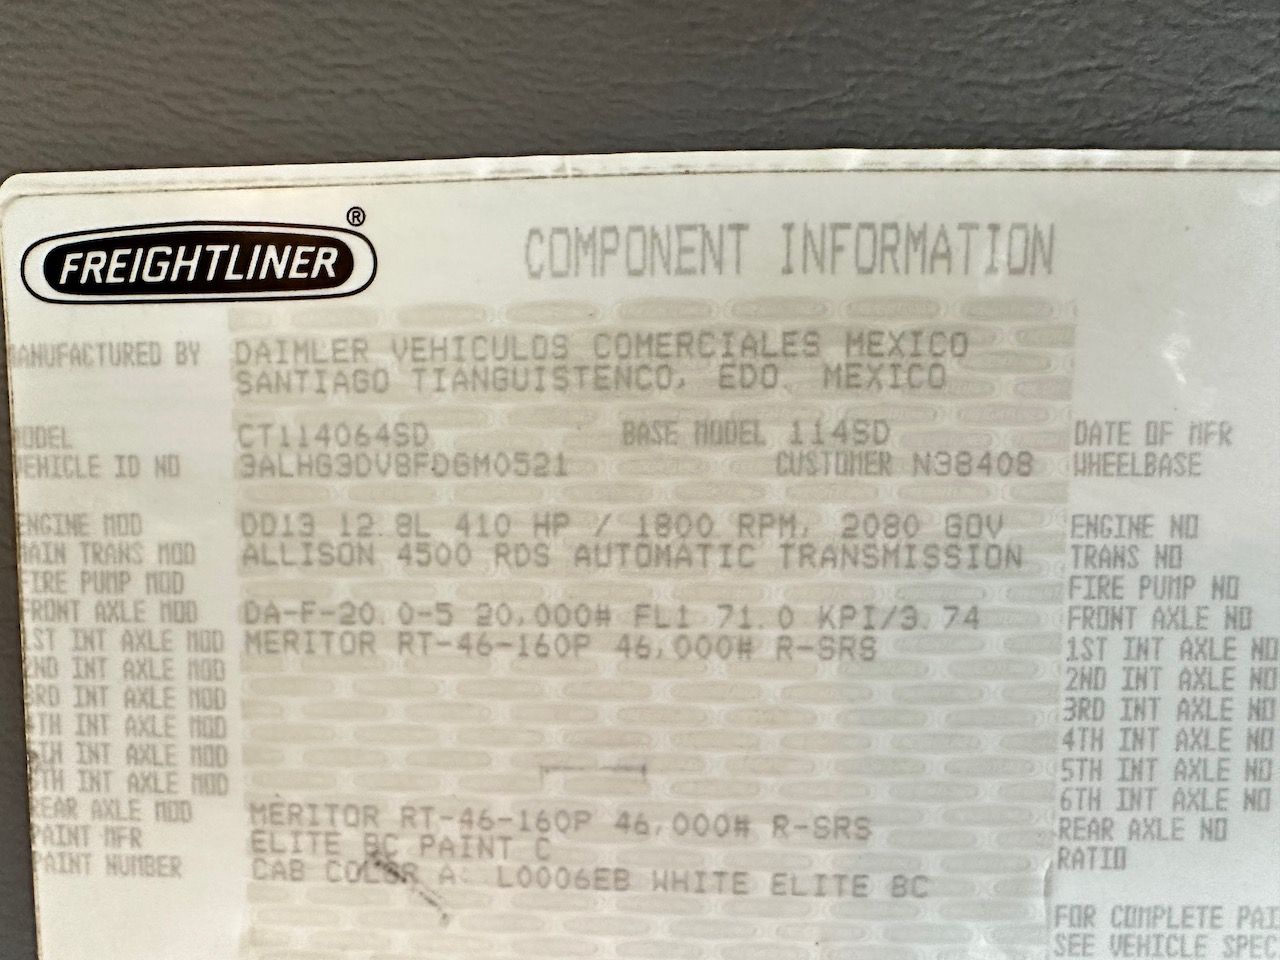 FREIGHTLINER®
COMPONENT INFORMATION
MANUFACTURED BY DAIMLER VEHICULOS COMERCIALES MEXICO
SANTIAGO TIANGUISTENCO, EDO. MEXICO
MODEL CT114064SD BASE MODEL 114SD DATE OF MFR
VEHICLE ID NO 3ALHG3DV8FDGM0521 CUSTOMER N38408 WHEELBASE
ENGINE MOD DD13 12.8L 410 HP / 1800 RPM, 2080 GOV ENGINE NO
MAIN TRANS MOD ALLISON 4500 RDS AUTOMATIC TRANSMISSION TRANS NO
FIRE PUMP MOD FIRE PUMP NO
FRONT AXLE MOD DA-F-20.0-5 20,000# FL1 71.0 KPI/3.74 FRONT AXLE NO
1ST INT AXLE MOD MERITOR RT-46-160P 46,000# R-SRS 1ST INT AXLE NO
2ND INT AXLE MOD 2ND INT AXLE NO
3RD INT AXLE MOD 3RD INT AXLE NO
4TH INT AXLE MOD 4TH INT AXLE NO
5TH INT AXLE MOD 5TH INT AXLE NO
6TH INT AXLE MOD 6TH INT AXLE NO
REAR AXLE MOD MERITOR RT-46-160P 46,000# R-SRS REAR AXLE NO
PAINT MFR ELITE BC PAINT C RATIO
PAINT NUMBER CAB COLOR A: L0006EB WHITE ELITE BC
FOR COMPLETE PAI
SEE VEHICLE SPEC